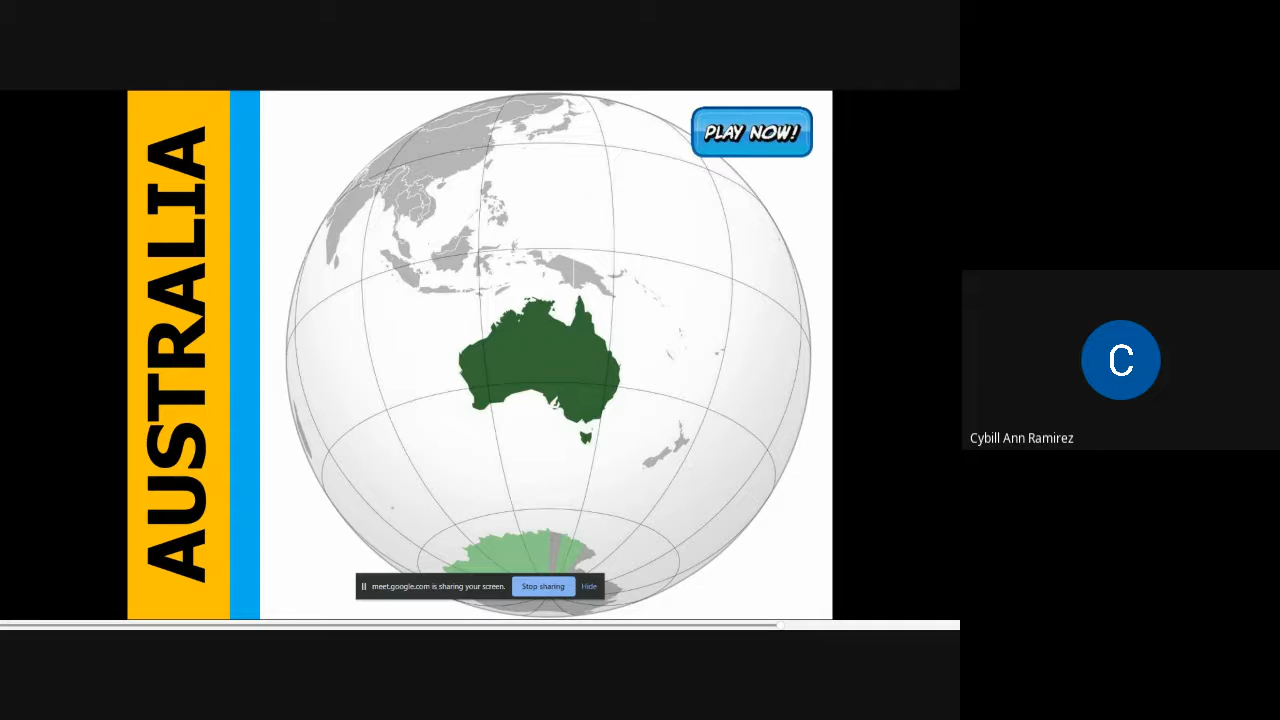 AUSTRALIA
PLAY NOW!
meet.google.com is sharing your screen.
Stop sharing
Hide
C
Cybill Ann Ramirez